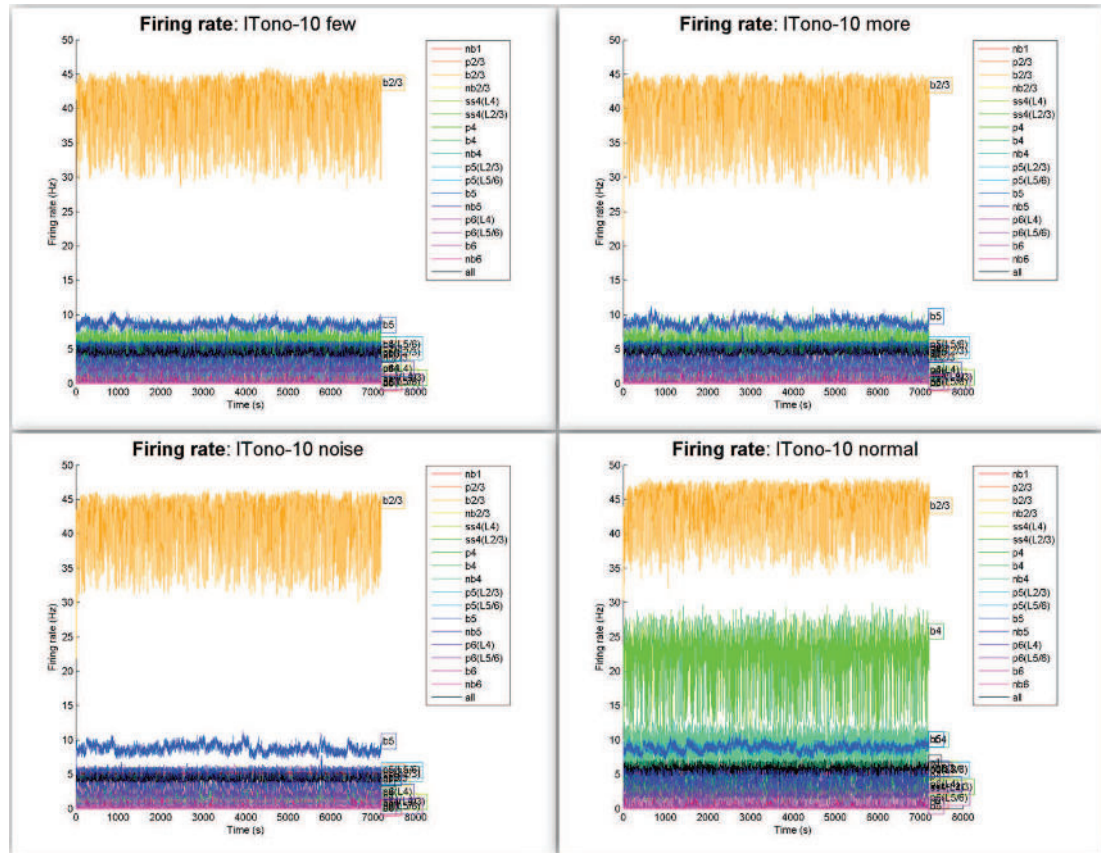 Firing rate: ITono-10 few
50
45
40
35
30
25
20
15
10
5
0
Firing rate (Hz)
0 1000 2000 3000 4000 5000 6000 7000 8000
Time (s)
b2/3
b5
nb1
p2/3
b2/3
nb2/3
ss4(L4)
ss4(L2/3)
p4
b4
nb4
p5(L2/3)
p5(L5/6)
b5
nb5
p6(L4)
p6(L5/6)
b6
nb6
all
Firing rate: ITono-10 more
50
45
40
35
30
25
20
15
10
5
0
Firing rate (Hz)
0 1000 2000 3000 4000 5000 6000 7000 8000
Time (s)
b2/3
b5
nb1
p2/3
b2/3
nb2/3
ss4(L4)
ss4(L2/3)
p4
b4
nb4
p5(L2/3)
p5(L5/6)
b5
nb5
p6(L4)
p6(L5/6)
b6
nb6
all
Firing rate: ITono-10 noise
50
45
40
35
30
25
20
15
10
5
0
Firing rate (Hz)
0 1000 2000 3000 4000 5000 6000 7000 8000
Time (s)
b2/3
b5
nb1
p2/3
b2/3
nb2/3
ss4(L4)
ss4(L2/3)
p4
b4
nb4
p5(L2/3)
p5(L5/6)
b5
nb5
p6(L4)
p6(L5/6)
b6
nb6
all
Firing rate: ITono-10 normal
50
45
40
35
30
25
20
15
10
5
0
Firing rate (Hz)
0 1000 2000 3000 4000 5000 6000 7000 8000
Time (s)
b2/3
b4
nb1
p2/3
b2/3
nb2/3
ss4(L4)
ss4(L2/3)
p4
b4
nb4
p5(L2/3)
p5(L5/6)
b5
nb5
p6(L4)
p6(L5/6)
b6
nb6
all